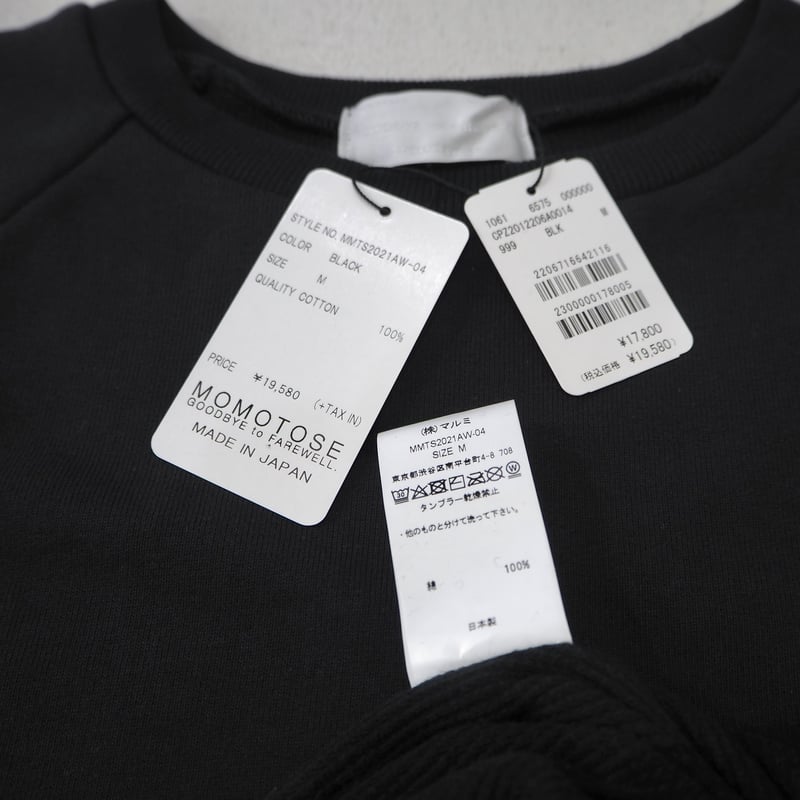 STYLE NO. MMTS2021AW-04
COLOR BLACK
SIZE M
QUALITY COTTON 100%
PRICE ¥19,580 (+TAX IN)
MOMOTOSE
GOODBYE to FAREWELL.
MADE IN JAPAN
1061 6575 000000
CPZ2012206A0014 M
999 BLK
2206716642116
2300000178005
¥17,800
(税込価格 ¥19,580)
(株)マルミ
MMTS2021AW-04
SIZE M
東京都渋谷区南平台町4-8 708
30 W
タンブラー乾燥禁止
・他のものと分けて洗って下さい。
綿 100%
日本製